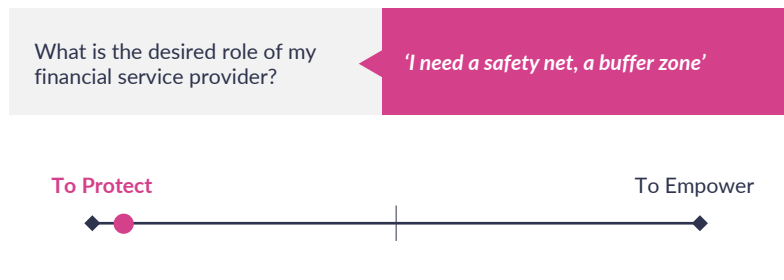 What is the desired role of my
financial service provider?
‘I need a safety net, a buffer zone’
To Protect
To Empower